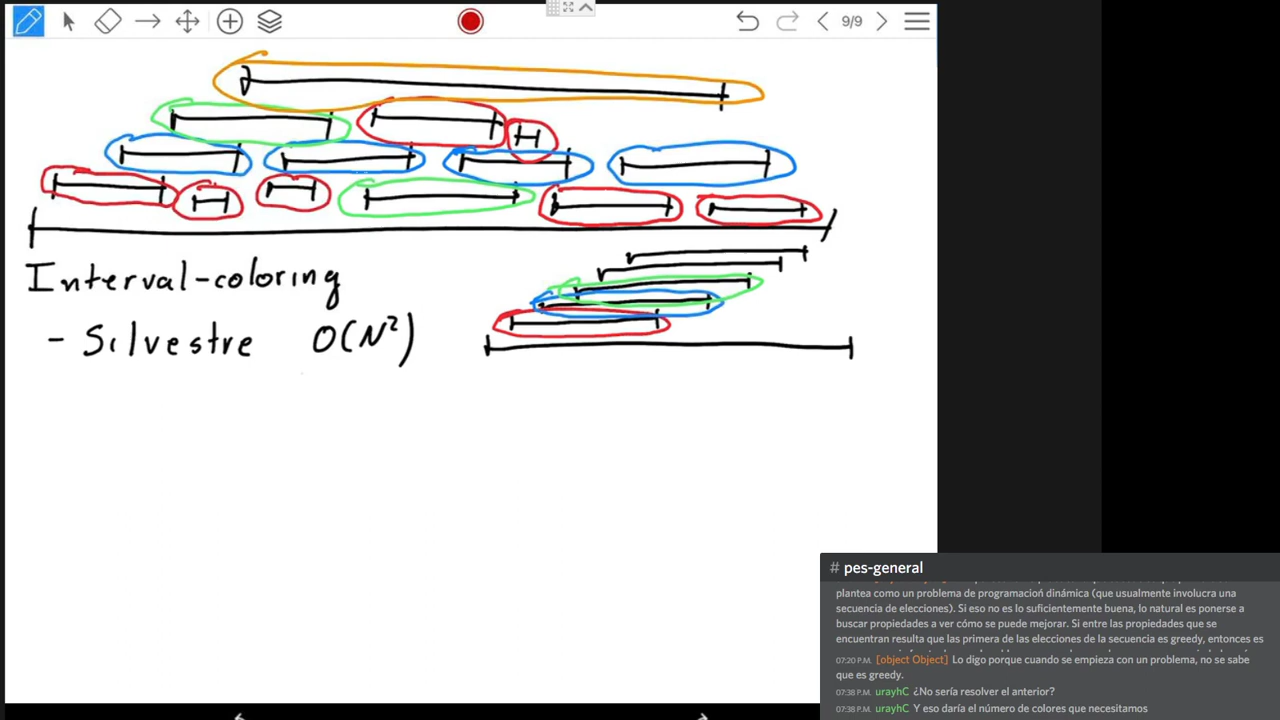 9/9
Interval-coloring
- Silvestre O(N²)
# pes-general
plantea como un problema de programación dinámica (que usualmente involucra una
secuencia de elecciones). Si eso no es lo suficientemente buena, lo natural es ponerse a
buscar propiedades a ver cómo se puede mejorar. Si entre las propiedades que se
encuentran resulta que las primera de las elecciones de la secuencia es greedy, entonces es
07:20 P.M. [object Object] Lo digo porque cuando se empieza con un problema, no se sabe
que es greedy.
07:38 P.M. urayhC ¿No sería resolver el anterior?
07:38 P.M. urayhC Y eso daría el número de colores que necesitamos